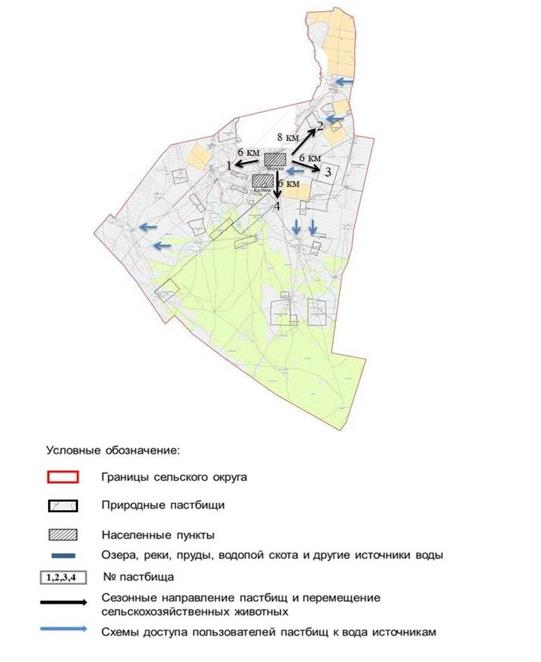 2
8 км
6 км
6 км
1
3
6 км
4
Условные обозначение:
Границы сельского округа
Природные пастбищи
Населенные пункты
Озера, реки, пруды, водопой скота и другие источники воды
1,2,3,4 № пастбища
Сезонные направление пастбищ и перемещение
сельскохозяйственных животных
Схемы доступа пользователей пастбищ к вода источникам